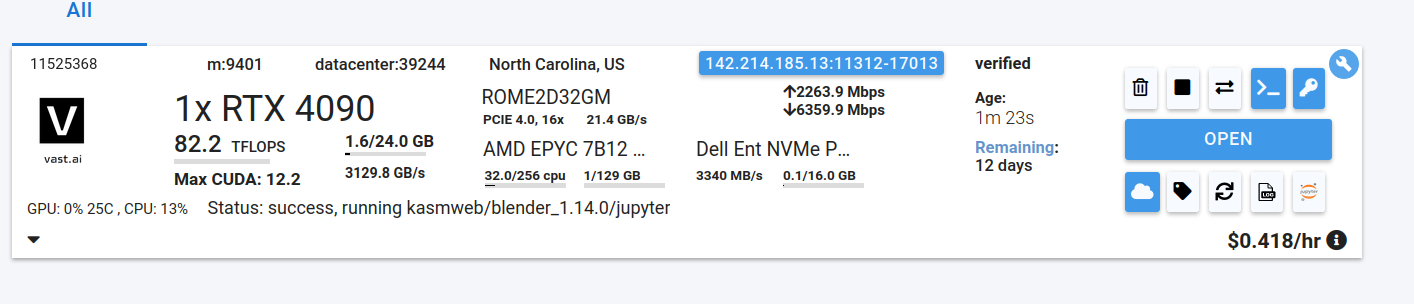 All
11525368 m:9401 datacenter:39244 North Carolina, US 142.214.185.13:11312-17013 verified
V
vast.ai
1x RTX 4090
82.2 TFLOPS
Max CUDA: 12.2
1.6/24.0 GB
3129.8 GB/s
ROME2D32GM
PCIE 4.0, 16x 21.4 GB/s
AMD EPYC 7B12 ...
32.0/256 cpu 1/129 GB
↑2263.9 Mbps
↓6359.9 Mbps
Dell Ent NVMe P...
3340 MB/s 0.1/16.0 GB
Age:
1m 23s
Remaining:
12 days
OPEN
LOG
jupyter
GPU: 0% 25C , CPU: 13% Status: success, running kasmweb/blender_1.14.0/jupyter
$0.418/hr